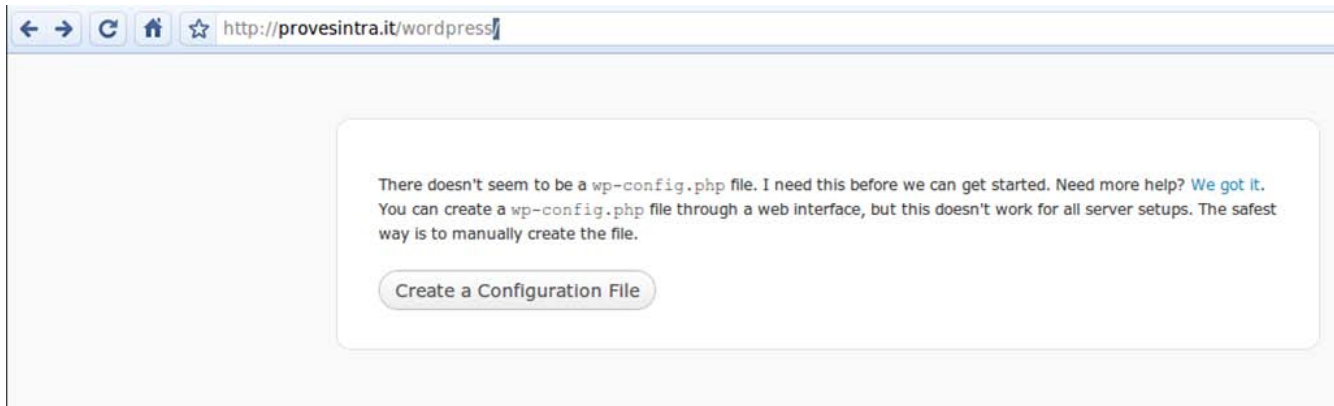 http://provesintra.it/wordpress/
There doesn't seem to be a wp-config.php file. I need this before we can get started. Need more help? We got it.
You can create a wp-config.php file through a web interface, but this doesn't work for all server setups. The safest
way is to manually create the file.
Create a Configuration File